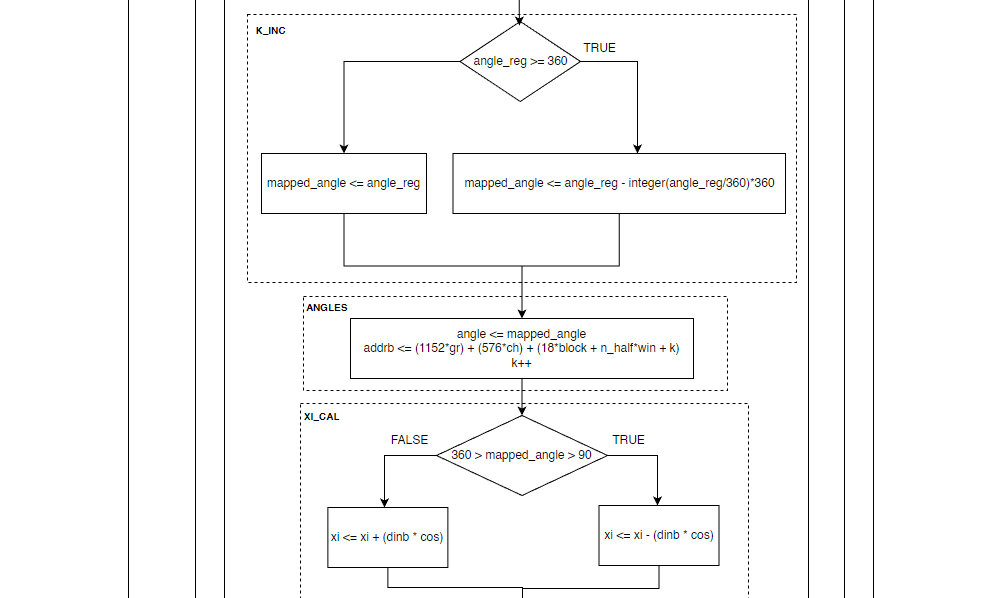 K_INC
TRUE
angle_reg >= 360
mapped_angle <= angle_reg
mapped_angle <= angle_reg - integer(angle_reg/360)*360
ANGLES
angle <= mapped_angle
addrb <= (1152*gr) + (576*ch) + (18*block + n_half*win + k)
k++
XI_CAL
FALSE
TRUE
360 > mapped_angle > 90
xi <= xi + (dinb * cos)
xi <= xi - (dinb * cos)